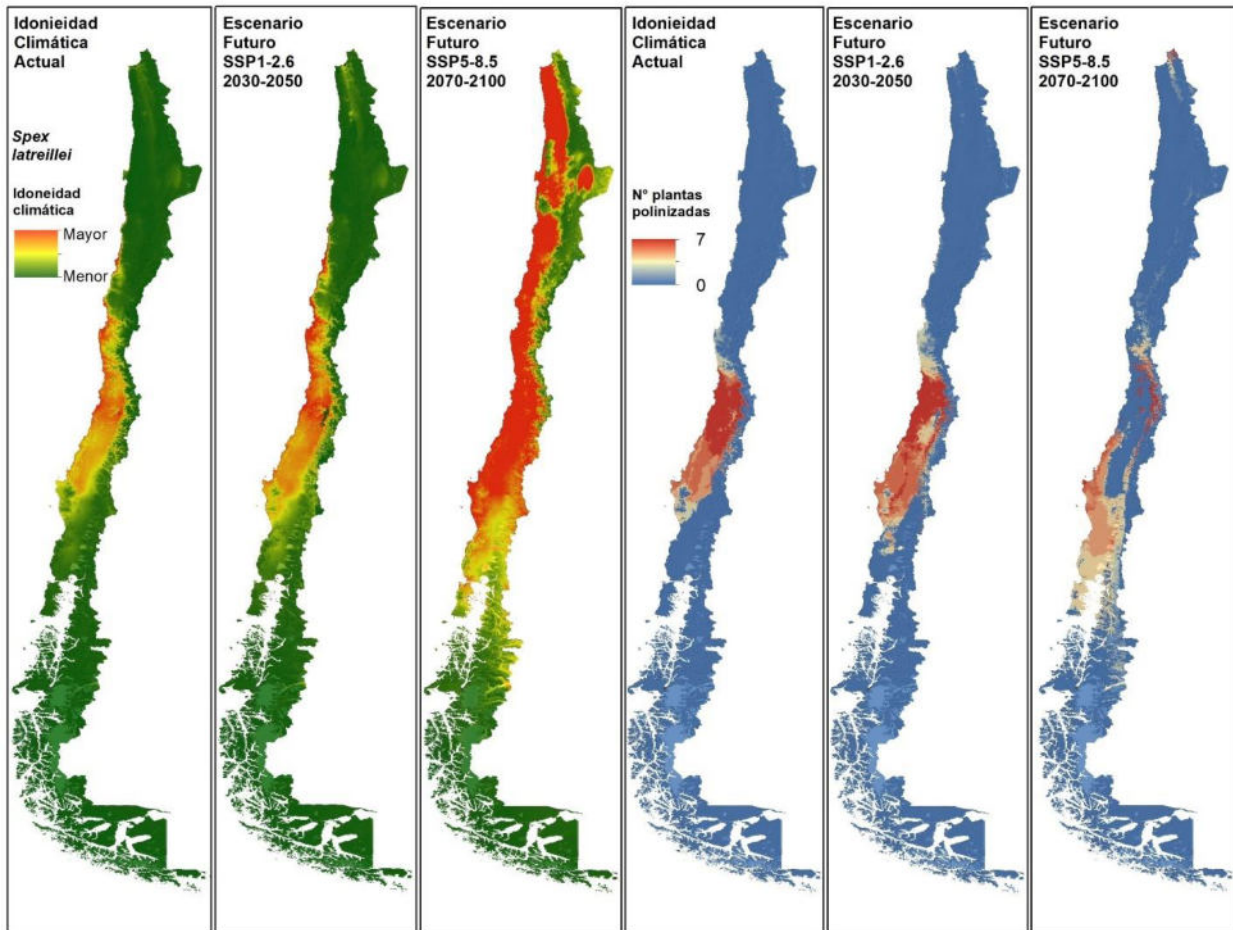 Idonieidad
Climática
Actual
Spex
latreillei
Idoneidad
climática
Mayor
Menor
Escenario
Futuro
SSP1-2.6
2030-2050
Escenario
Futuro
SSP5-8.5
2070-2100
Idonieidad
Climática
Actual
Nº plantas
polinizadas
7
0
Escenario
Futuro
SSP1-2.6
2030-2050
Escenario
Futuro
SSP5-8.5
2070-2100